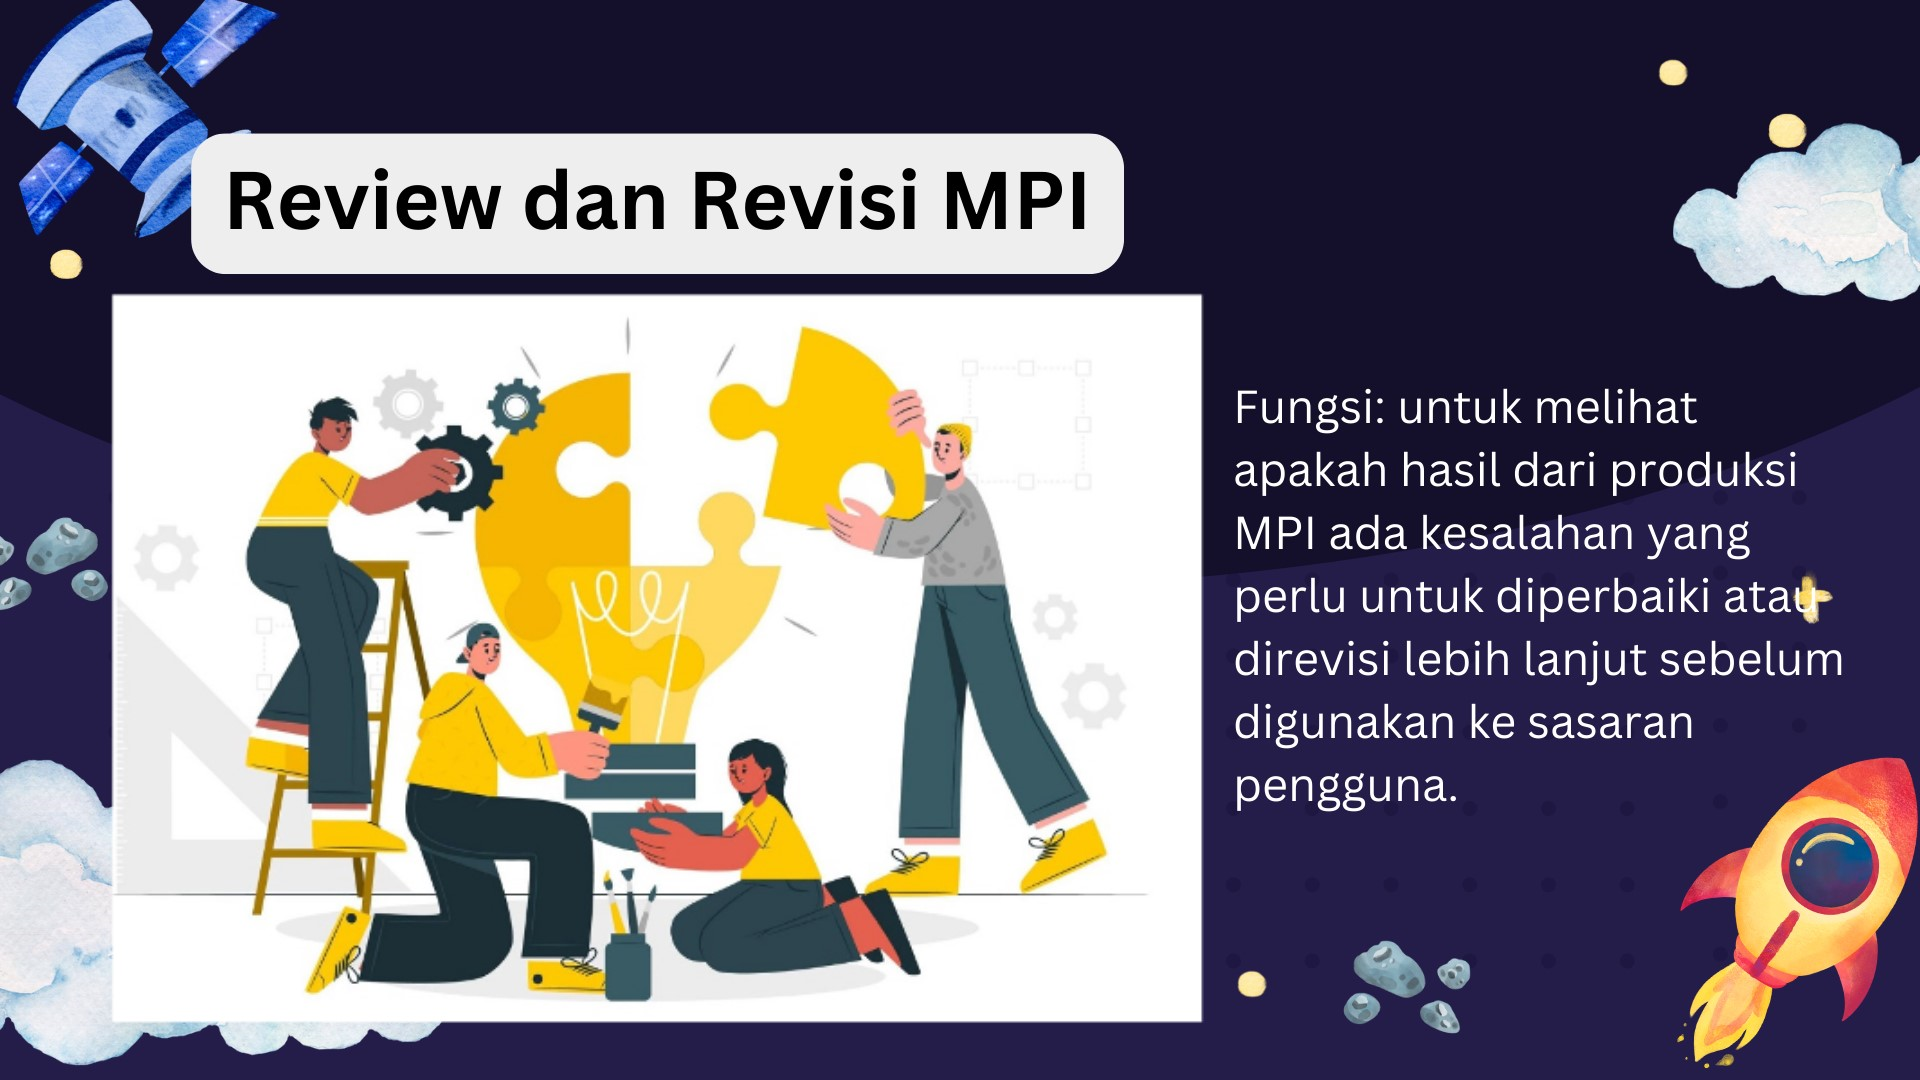 Review dan Revisi MPI
Fungsi: untuk melihat
apakah hasil dari produksi
MPI ada kesalahan yang
perlu untuk diperbaiki atau
direvisi lebih lanjut sebelum
digunakan ke sasaran
pengguna.